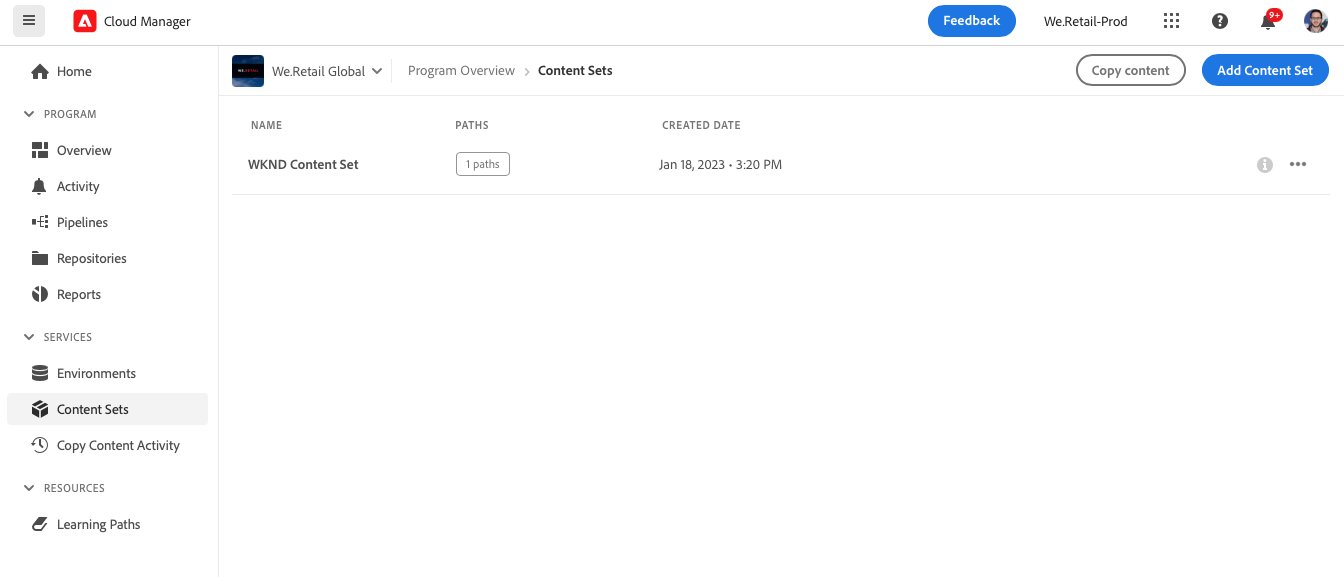 Cloud Manager
Feedback
We.Retail-Prod
9+
Home
PROGRAM
Overview
Activity
Pipelines
Repositories
Reports
SERVICES
Environments
Content Sets
Copy Content Activity
RESOURCES
Learning Paths
WE.RETAIL
We.Retail Global
Program Overview > Content Sets
Copy content
Add Content Set
NAME PATHS CREATED DATE
WKND Content Set 1 paths Jan 18, 2023 • 3:20 PM